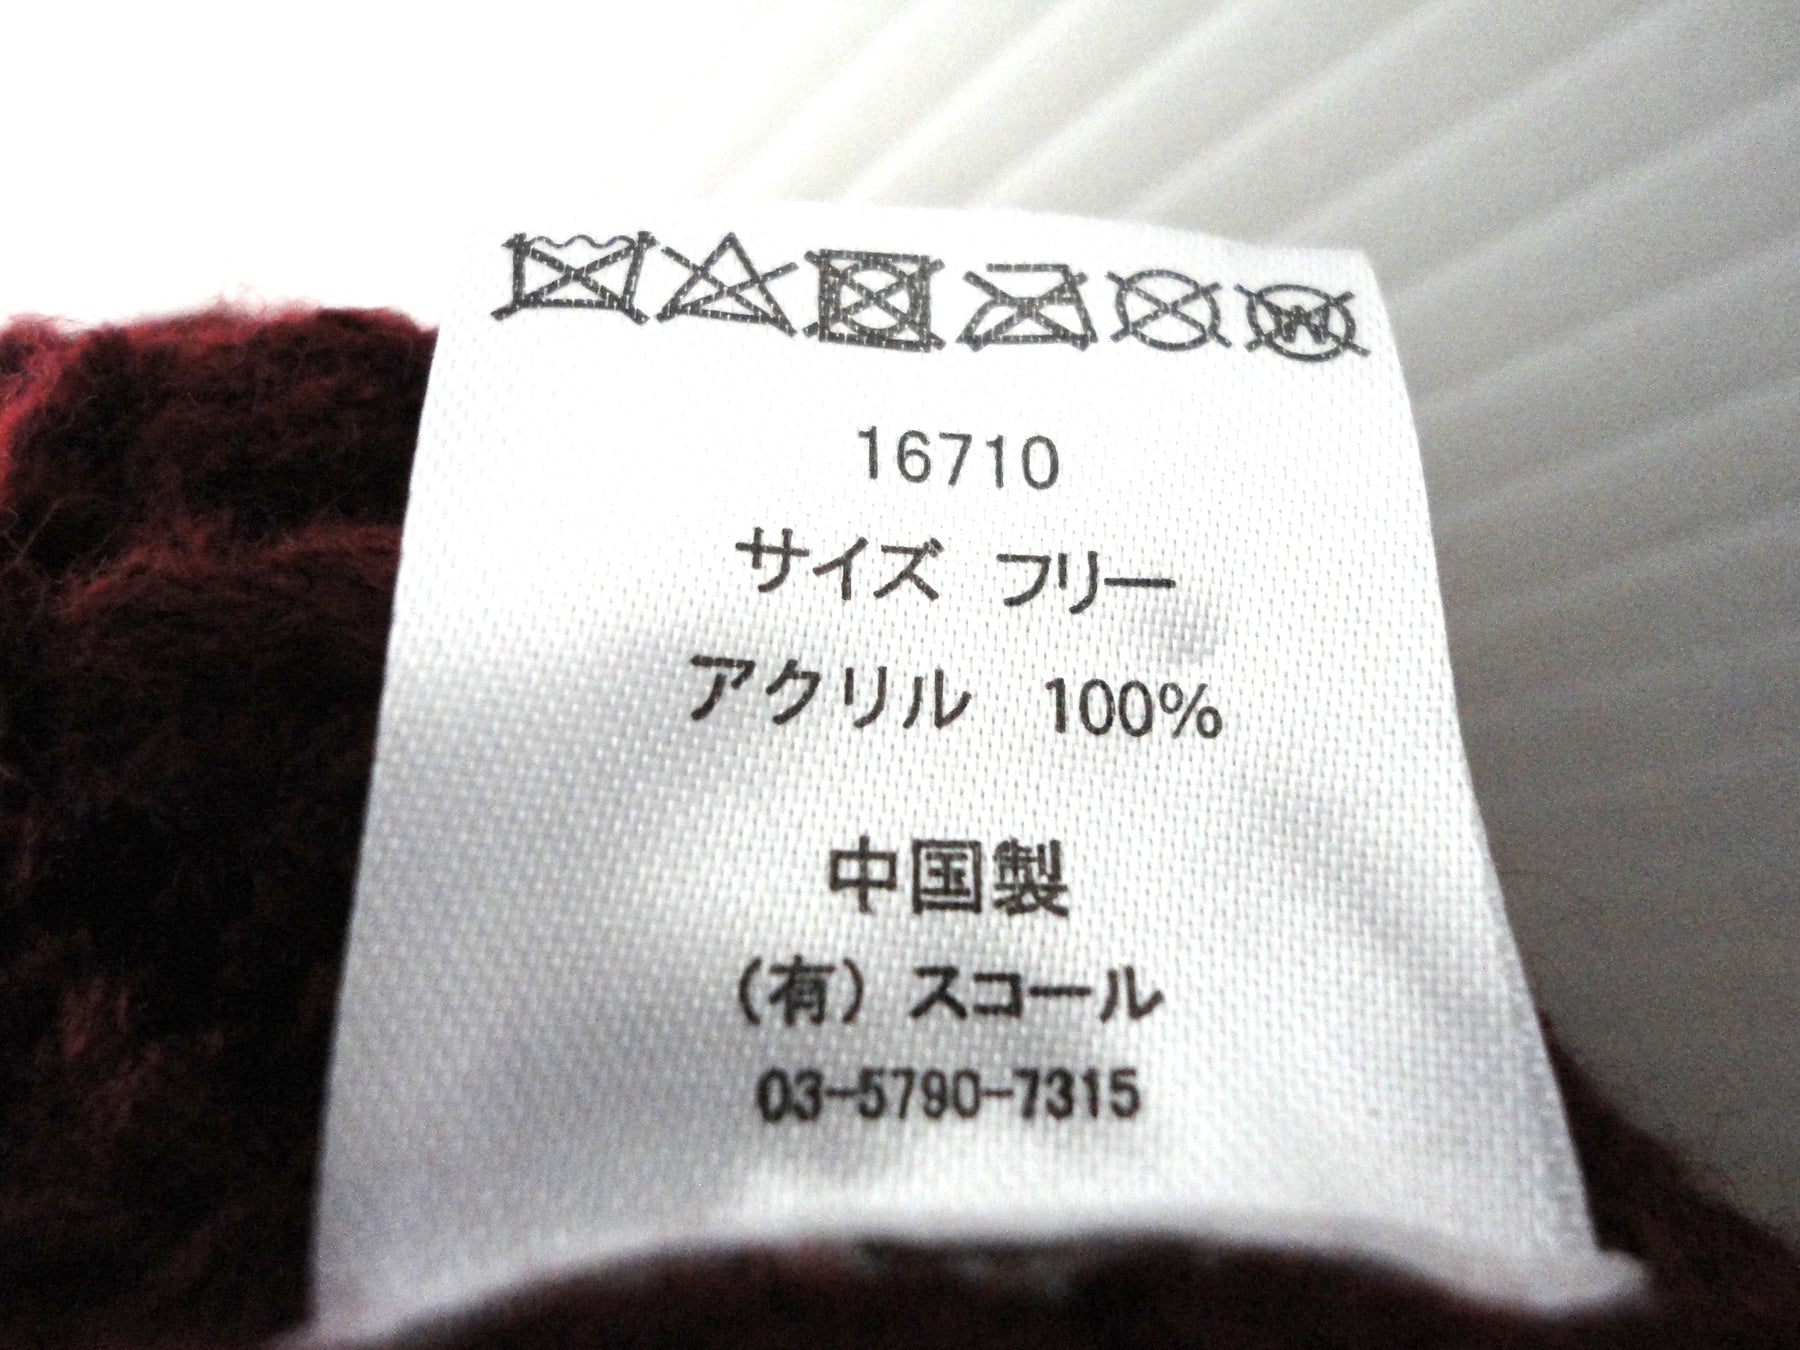 16710
サイズ フリー
アクリル 100%
中国製
(有) スコール
03-5790-7315